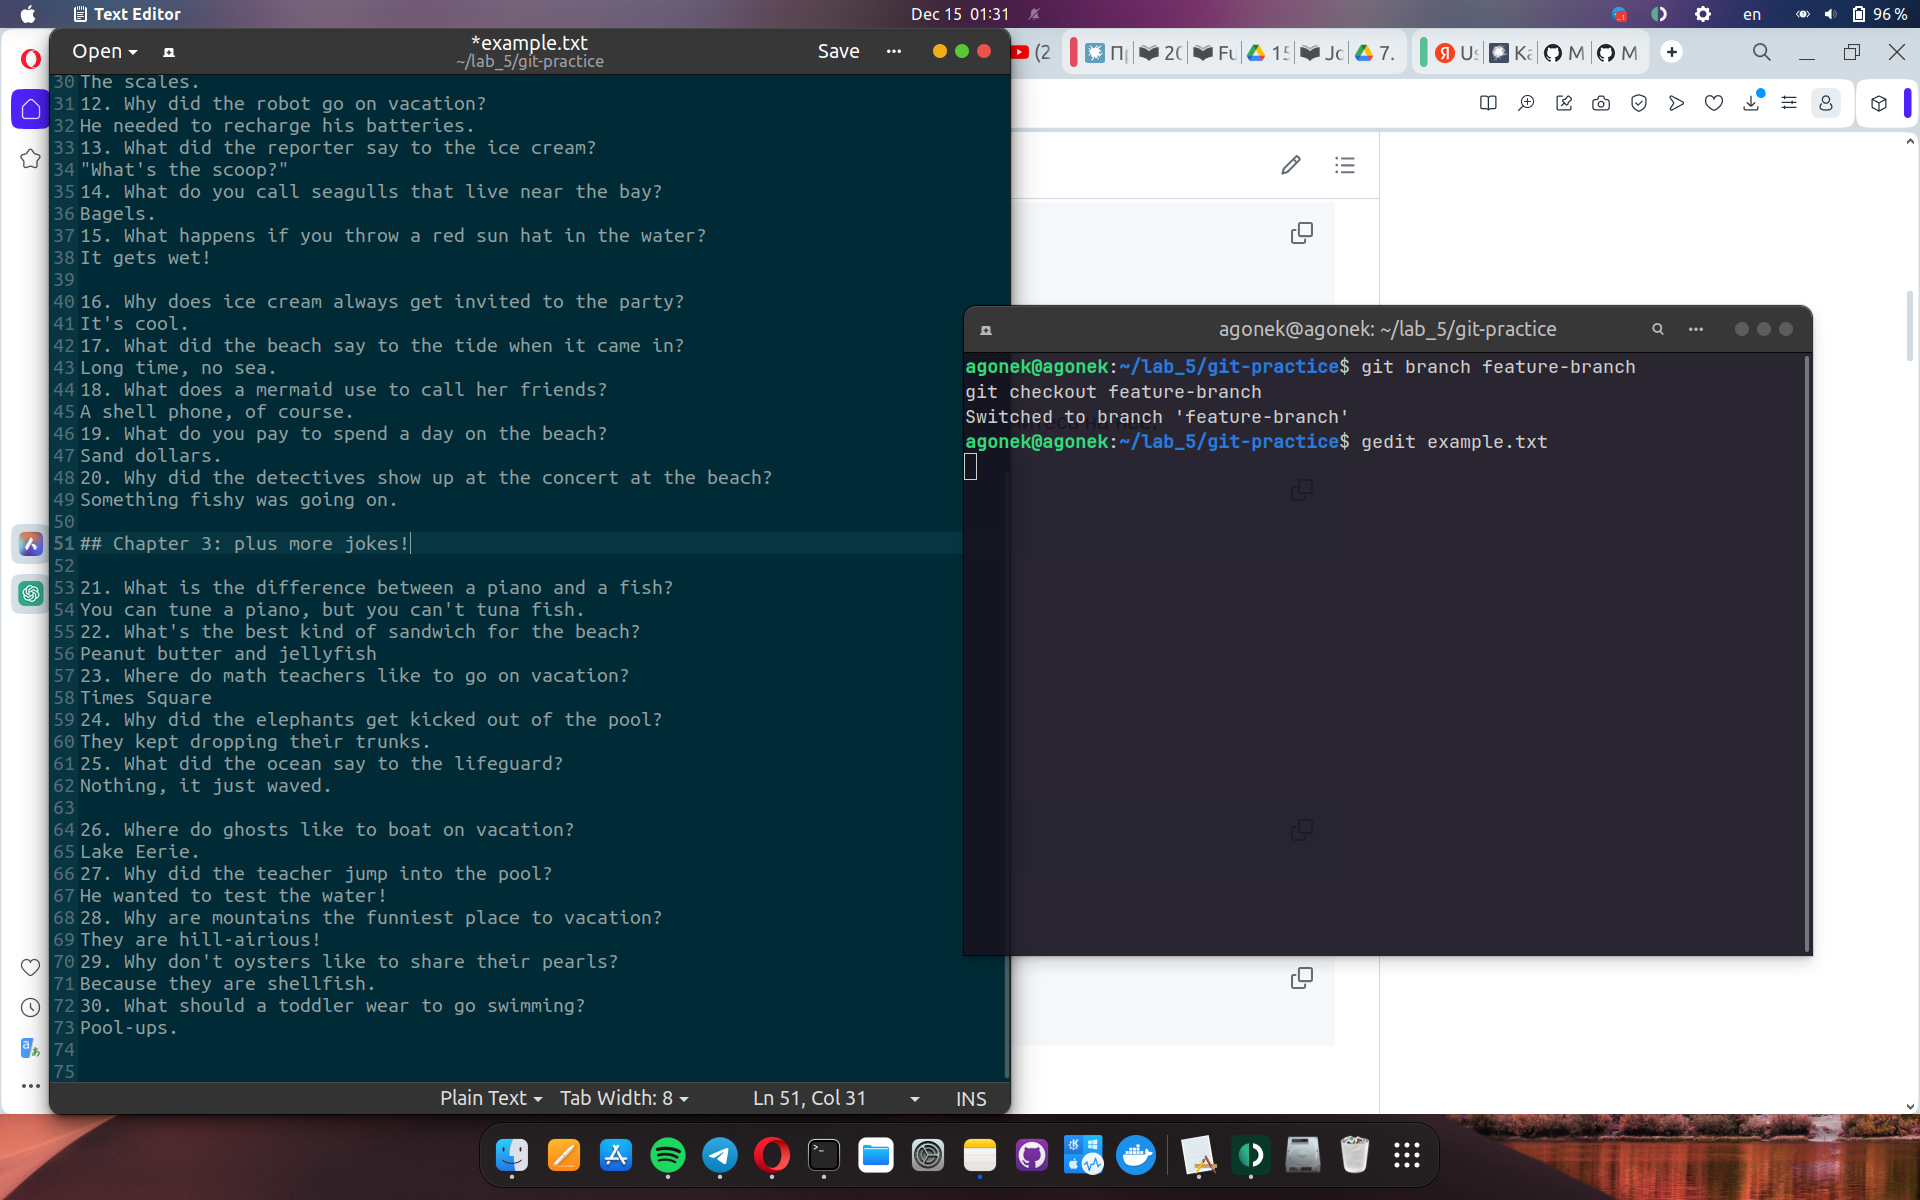 Text Editor
Dec 15 01:31
en
96 %
Open
*example.txt
~/lab_5/git-practice
Save
30 The scales.
31 12. Why did the robot go on vacation?
32 He needed to recharge his batteries.
33 13. What did the reporter say to the ice cream?
34 "What's the scoop?"
35 14. What do you call seagulls that live near the bay?
36 Bagels.
37 15. What happens if you throw a red sun hat in the water?
38 It gets wet!
39
40 16. Why does ice cream always get invited to the party?
41 It's cool.
42 17. What did the beach say to the tide when it came in?
43 Long time, no sea.
44 18. What does a mermaid use to call her friends?
45 A shell phone, of course.
46 19. What do you pay to spend a day on the beach?
47 Sand dollars.
48 20. Why did the detectives show up at the concert at the beach?
49 Something fishy was going on.
50
51 ## Chapter 3: plus more jokes!
52
53 21. What is the difference between a piano and a fish?
54 You can tune a piano, but you can't tuna fish.
55 22. What's the best kind of sandwich for the beach?
56 Peanut butter and jellyfish
57 23. Where do math teachers like to go on vacation?
58 Times Square
59 24. Why did the elephants get kicked out of the pool?
60 They kept dropping their trunks.
61 25. What did the ocean say to the lifeguard?
62 Nothing, it just waved.
63
64 26. Where do ghosts like to boat on vacation?
65 Lake Eerie.
66 27. Why did the teacher jump into the pool?
67 He wanted to test the water!
68 28. Why are mountains the funniest place to vacation?
69 They are hill-airious!
70 29. Why don't oysters like to share their pearls?
71 Because they are shellfish.
72 30. What should a toddler wear to go swimming?
73 Pool-ups.
74
75
Plain Text
Tab Width: 8
Ln 51, Col 31
INS
(2
Пр
20
Fu
15
Jo
7.
Us
Ка
M
M
agonek@agonek: ~/lab_5/git-practice
agonek@agonek:~/lab_5/git-practice$ git branch feature-branch
git checkout feature-branch
Switched to branch 'feature-branch'
agonek@agonek:~/lab_5/git-practice$ gedit example.txt